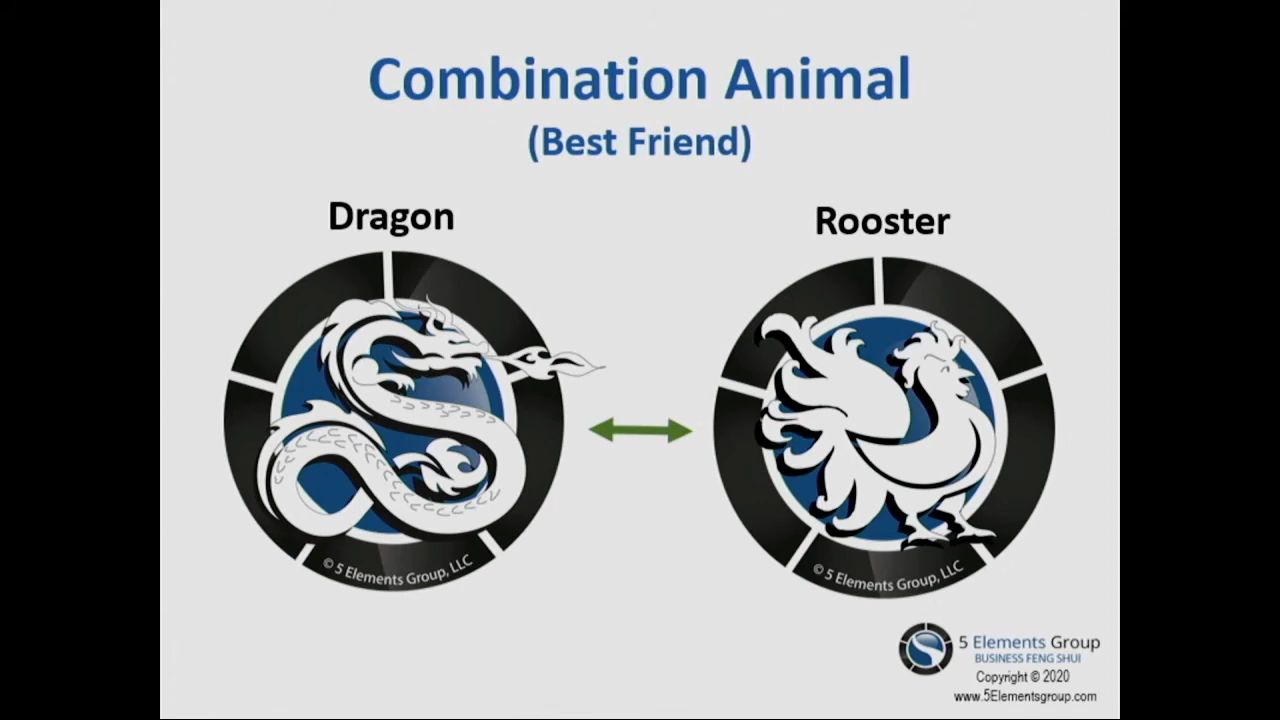 Combination Animal
(Best Friend)
Dragon
Rooster
© 5 Elements Group, LLC
© 5 Elements Group, LLC
5 Elements Group
BUSINESS FENG SHUI
Copyright © 2020
www.5Elementsgroup.com